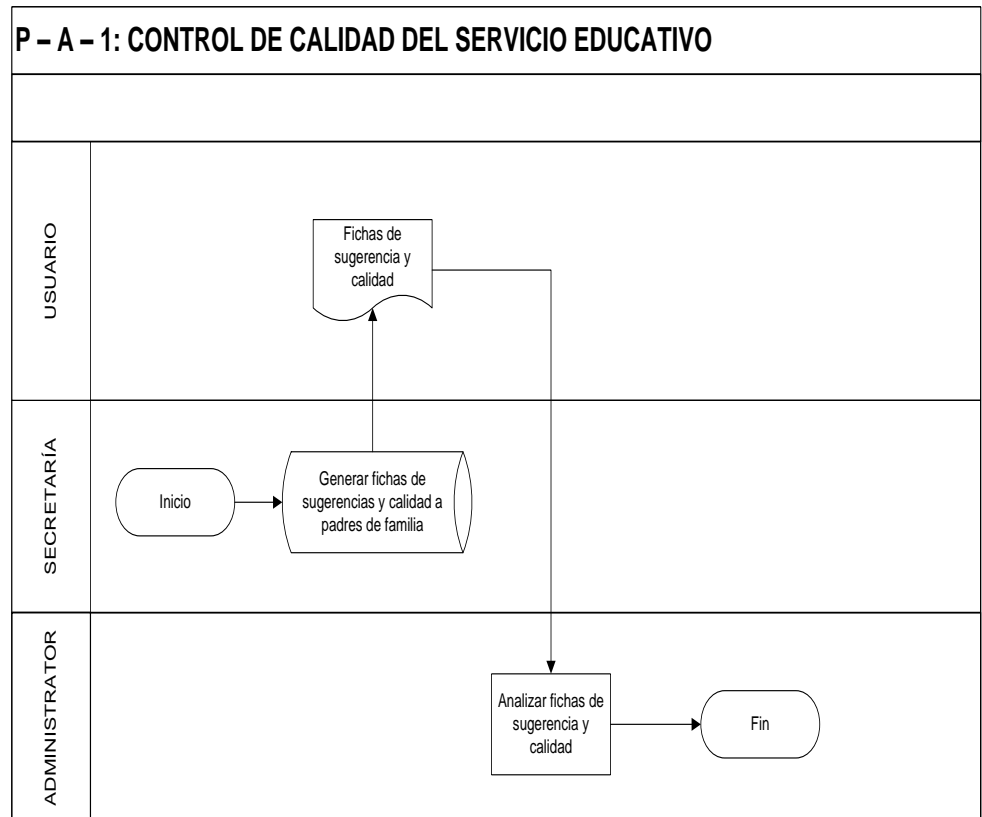 P – A – 1: CONTROL DE CALIDAD DEL SERVICIO EDUCATIVO
USUARIO
Fichas de
sugerencia y
calidad
SECRETARÍA
Inicio
Generar fichas de
sugerencias y calidad a
padres de familia
ADMINISTRATOR
Analizar fichas de
sugerencia y
calidad
Fin